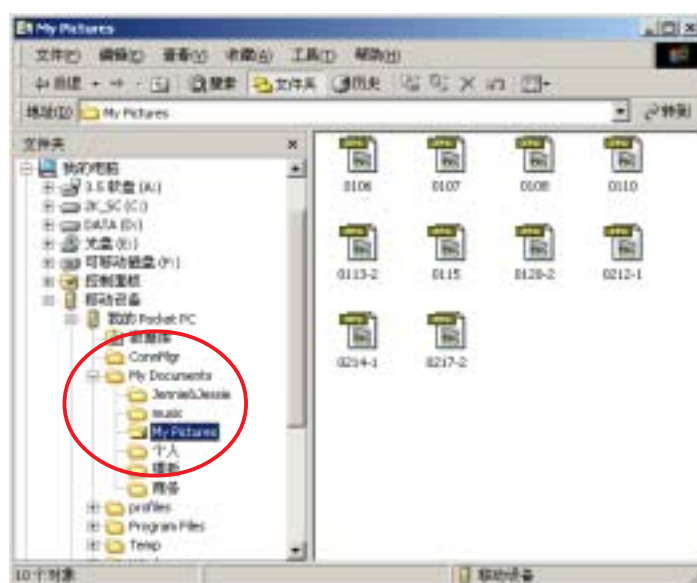 My Pictures
文件(F) 编辑(E) 查看(V) 收藏(A) 工具(T) 帮助(H)
后退 搜索 文件夹 历史
地址(D) My Pictures 转到
文件夹
我的电脑
3.5 软盘 (A:)
JK_SC (C:)
DATA (D:)
光盘 (E:)
可移动磁盘 (F:)
控制面板
移动设备
我的 Pocket PC
数据库
ConnMgr
My Documents
Jennie&Jessie
music
My Pictures
个人
商务
profiles
Program Files
Temp
0106 0107 0108 0110
0113-2 0115 0128-2 0212-1
0214-1 0217-2
10 个对象 移动设备